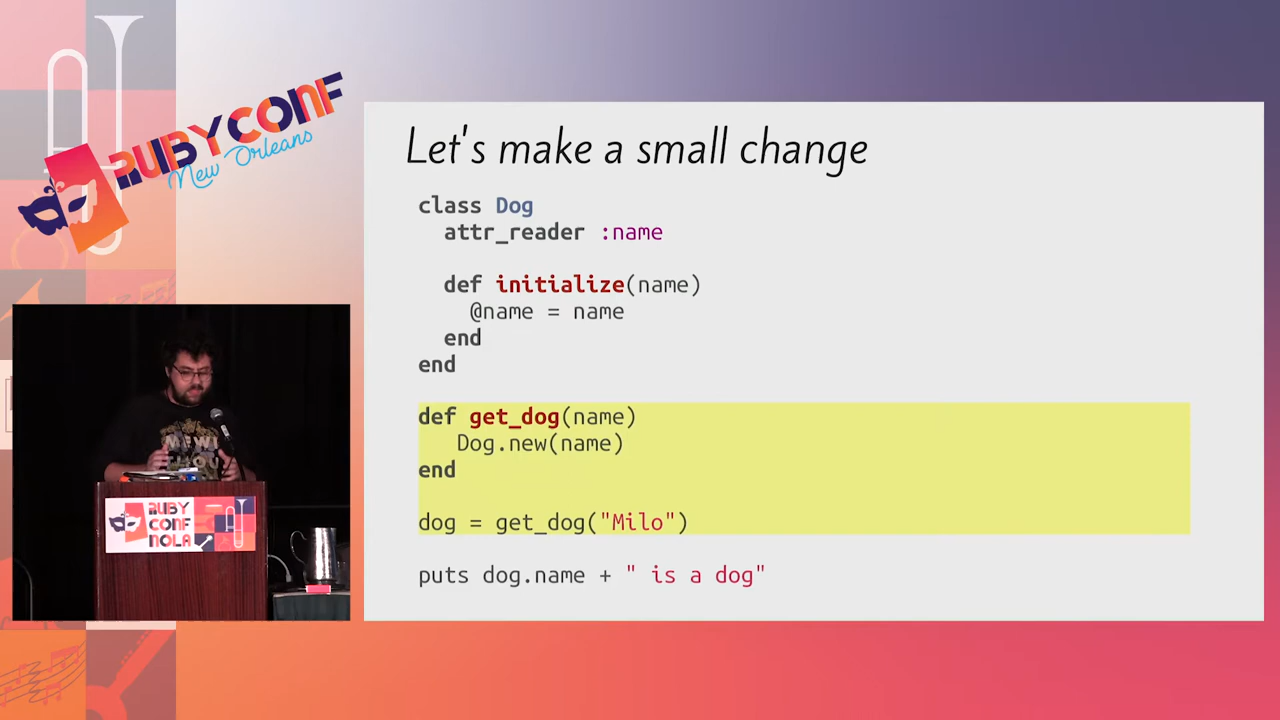 RUBYCONF
New Orleans
Let's make a small change
class Dog
  attr_reader :name
  def initialize(name)
    @name = name
  end
end
def get_dog(name)
   Dog.new(name)
end
dog = get_dog("Milo")
puts dog.name + " is a dog"
RUBY
CONF
NOLA